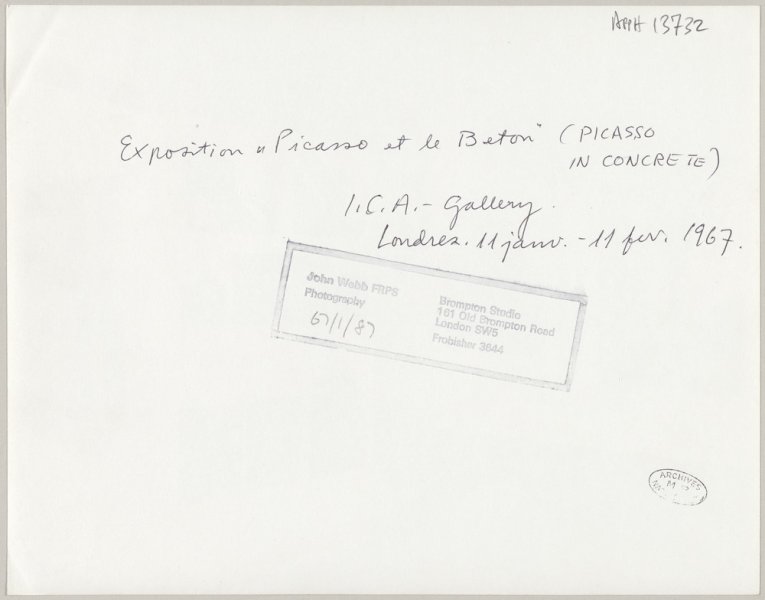 APPH 13732
Exposition "Picasso et le Beton" (PICASSO
IN CONCRETE)
I.C.A. - Gallery.
Londres. 11 janv. - 11 fev. 1967.
John Webb FRPS
Photography
67/1/87
Brompton Studio
161 Old Brompton Road
London SW5
Frobisher 3644
ARCHIVES